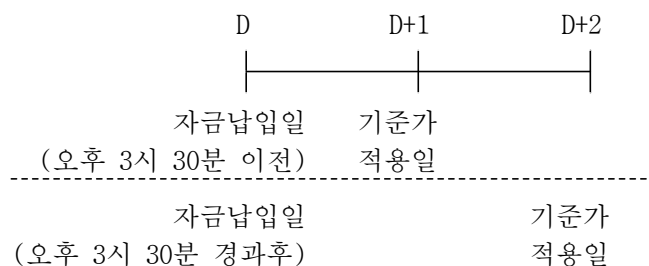 D D+1 D+2
자금납입일 기준가
(오후 3시 30분 이전) 적용일
자금납입일 기준가
(오후 3시 30분 경과후) 적용일